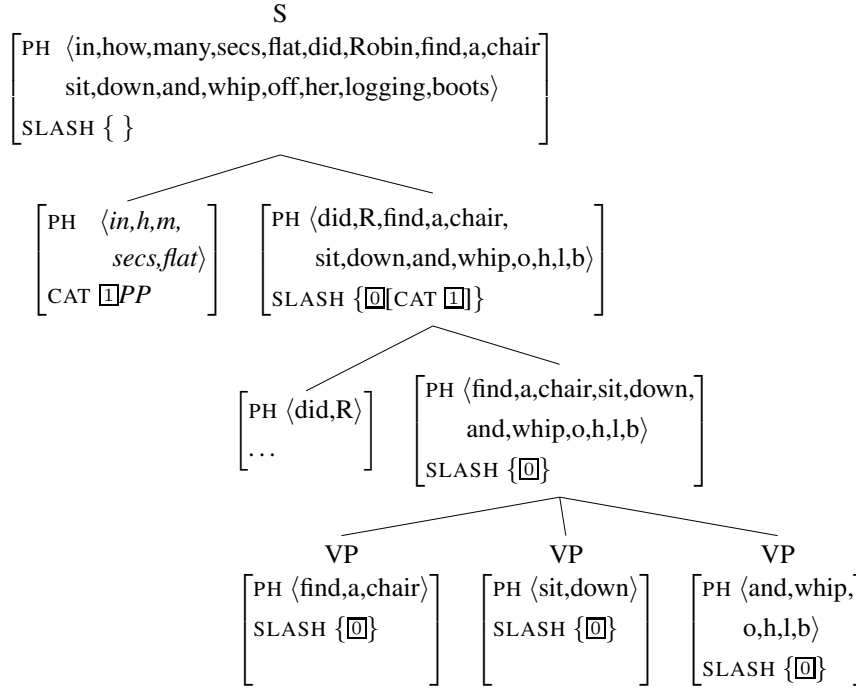 S
PH ⟨in,how,many,secs,flat,did,Robin,find,a,chair
sit,down,and,whip,off,her,logging,boots⟩
SLASH { }
PH ⟨in,h,m,
secs,flat⟩
CAT 1PP
PH ⟨did,R,find,a,chair,
sit,down,and,whip,o,h,l,b⟩
SLASH {0[CAT 1]}
PH ⟨did,R⟩
...
PH ⟨find,a,chair,sit,down,
and,whip,o,h,l,b⟩
SLASH {0}
VP
PH ⟨find,a,chair⟩
SLASH {0}
VP
PH ⟨sit,down⟩
SLASH {0}
VP
PH ⟨and,whip,
o,h,l,b⟩
SLASH {0}